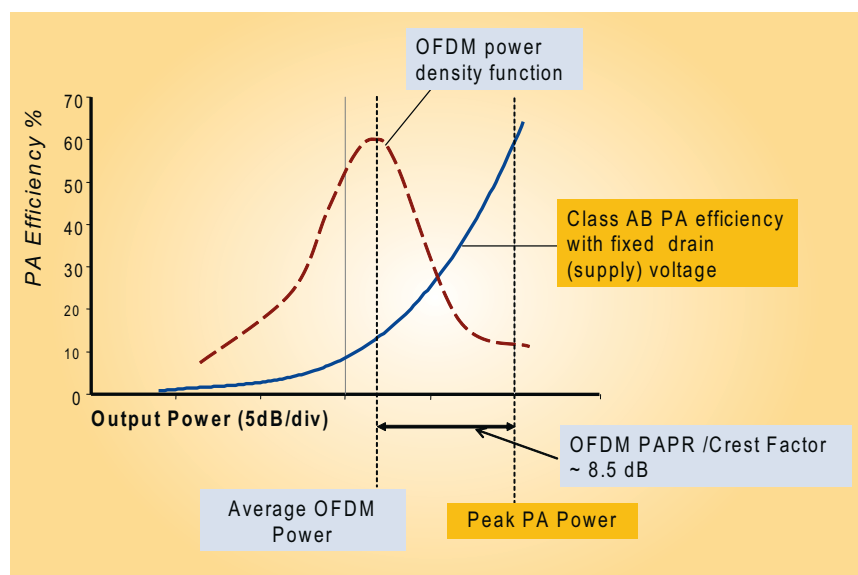 OFDM power
density function
70
60
50
40
30
20
10
0
PA Efficiency %
Class AB PA efficiency
with fixed drain
(supply) voltage
Output Power (5dB/div)
OFDM PAPR /Crest Factor
~ 8.5 dB
Average OFDM
Power
Peak PA Power